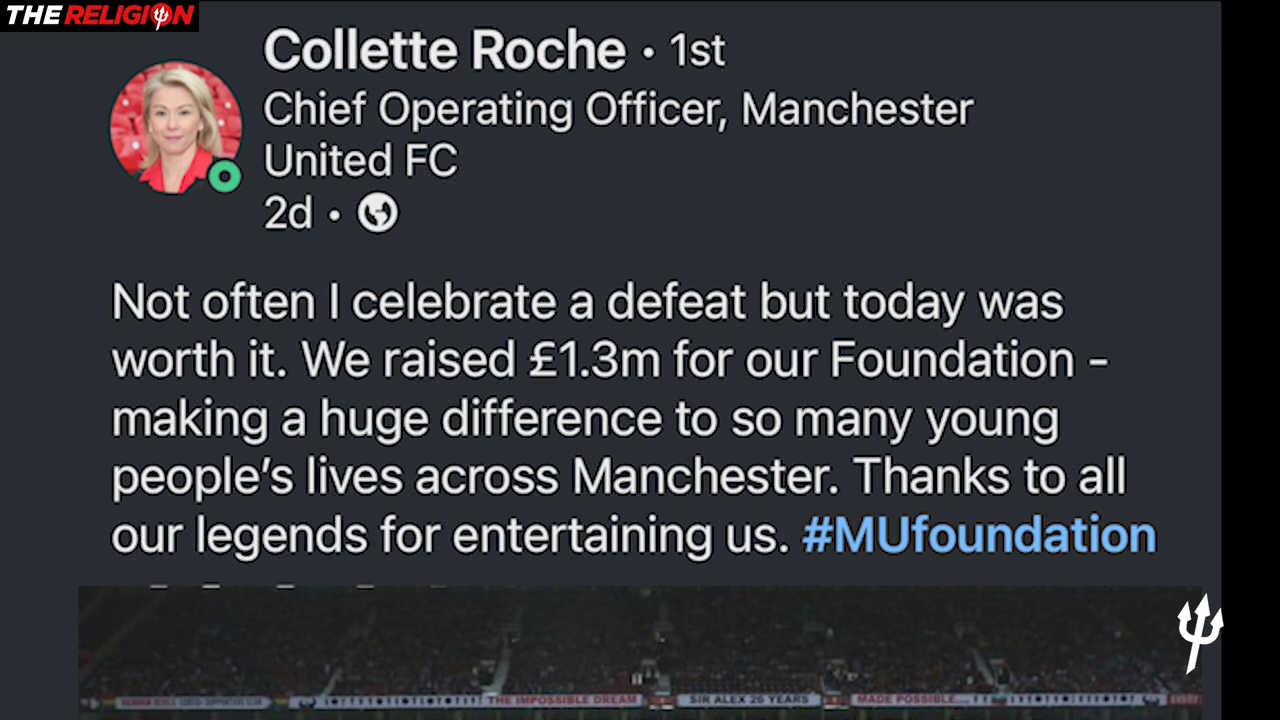 THE RELIGION
Collette Roche • 1st
Chief Operating Officer, Manchester
United FC
2d •
Not often I celebrate a defeat but today was
worth it. We raised £1.3m for our Foundation –
making a huge difference to so many young
people’s lives across Manchester. Thanks to all
our legends for entertaining us. #MUfoundation
THE IMPOSSIBLE DREAM
SIR ALEX 26 YEARS
MADE POSSIBLE...